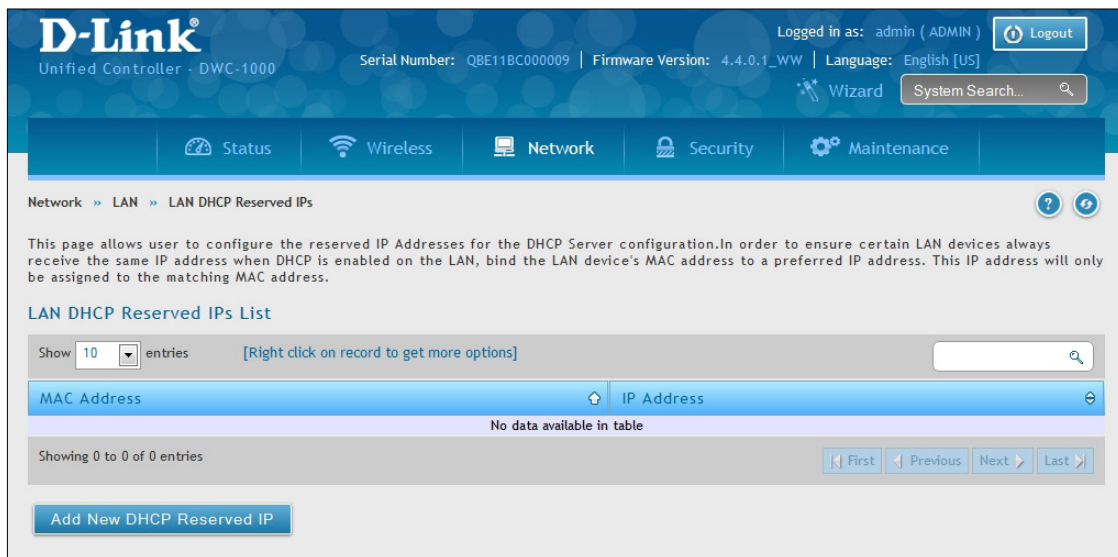 D-Link®
Unified Controller - DWC-1000
Logged in as: admin ( ADMIN ) Logout
Serial Number: QBE11BC000009 | Firmware Version: 4.4.0.1_WW | Language: English [US]
Wizard System Search...
Status Wireless Network Security Maintenance
Network » LAN » LAN DHCP Reserved IPs
This page allows user to configure the reserved IP Addresses for the DHCP Server configuration.In order to ensure certain LAN devices always
receive the same IP address when DHCP is enabled on the LAN, bind the LAN device's MAC address to a preferred IP address. This IP address will only
be assigned to the matching MAC address.
LAN DHCP Reserved IPs List
Show 10 entries [Right click on record to get more options]
MAC Address IP Address
No data available in table
Showing 0 to 0 of 0 entries First Previous Next Last
Add New DHCP Reserved IP